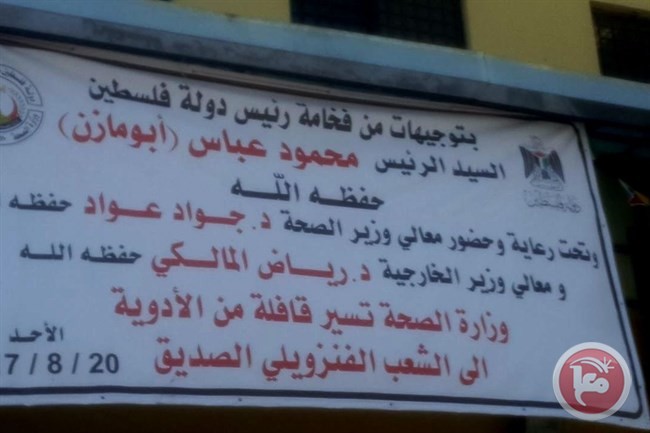 بتوجيهات من فخامة رئيس دولة فلسطين
السيد الرئيس محمود عباس (أبومازن)
حفظه اللّه
وتحت رعاية وحضور معالي وزير الصحة د. جواد عواد حفظه
و معالي وزير الخارجية د. رياض المالكي حفظه الله
وزارة الصحة تسير قافلة من الأدوية
الى الشعب الفنزويلي الصديق
الأحد
7 / 8 / 20
معا